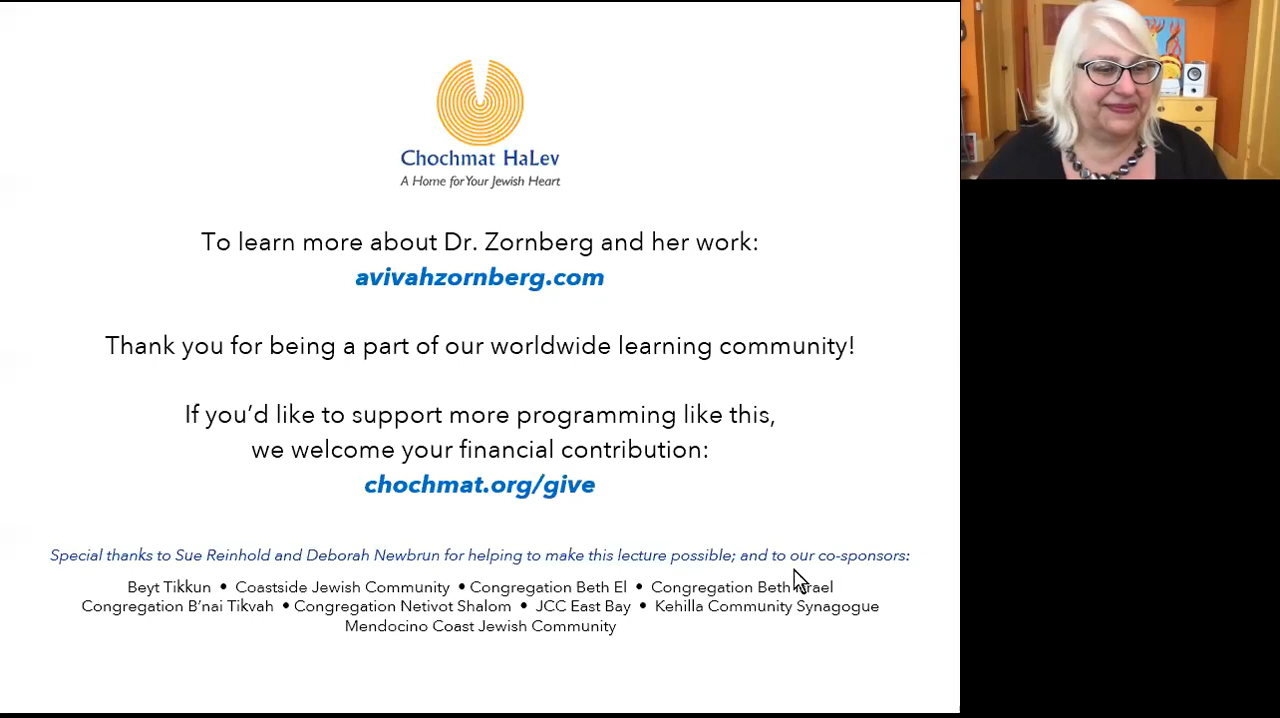 Chochmat HaLev
A Home for Your Jewish Heart
To learn more about Dr. Zornberg and her work:
avivahzornberg.com
Thank you for being a part of our worldwide learning community!
If you’d like to support more programming like this,
we welcome your financial contribution:
chochmat.org/give
Special thanks to Sue Reinhold and Deborah Newbrun for helping to make this lecture possible; and to our co-sponsors:
Beyt Tikkun • Coastside Jewish Community • Congregation Beth El • Congregation Beth Israel
Congregation B’nai Tikvah • Congregation Netivot Shalom • JCC East Bay • Kehilla Community Synagogue
Mendocino Coast Jewish Community